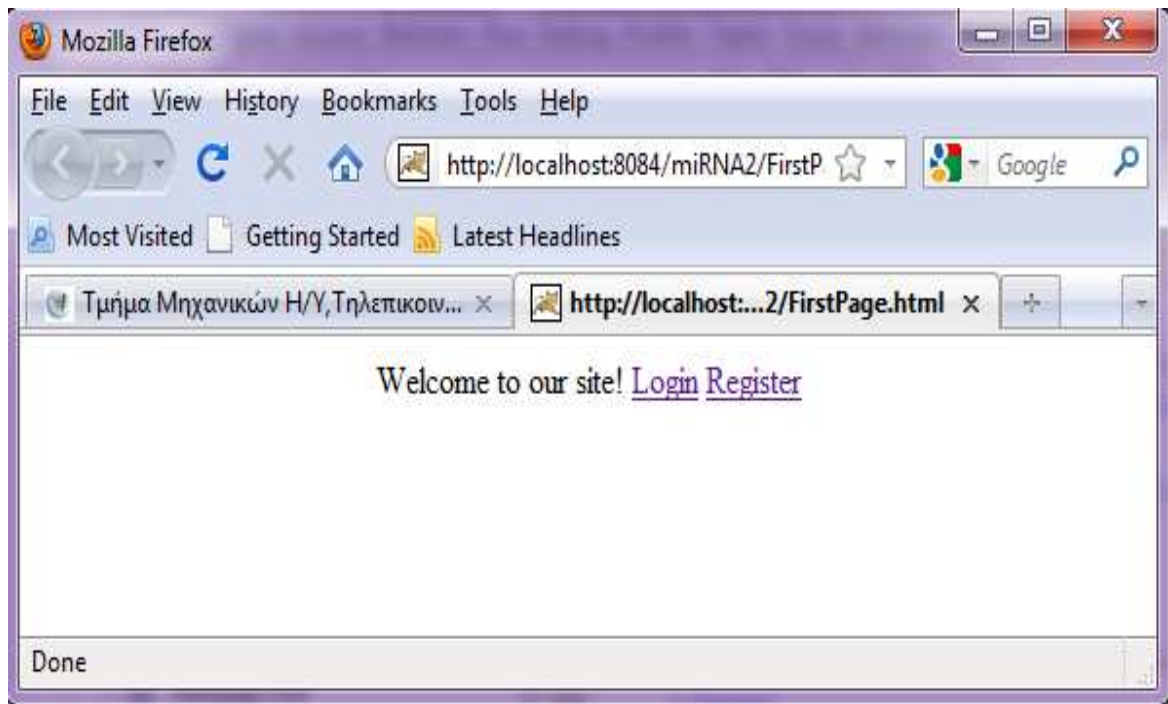 Mozilla Firefox
File Edit View History Bookmarks Tools Help
http://localhost:8084/miRNA2/FirstP Google
Most Visited Getting Started Latest Headlines
Τμήμα Μηχανικών Η/Υ,Τηλεπικοιν... http://localhost:...2/FirstPage.html
Welcome to our site! Login Register
Done